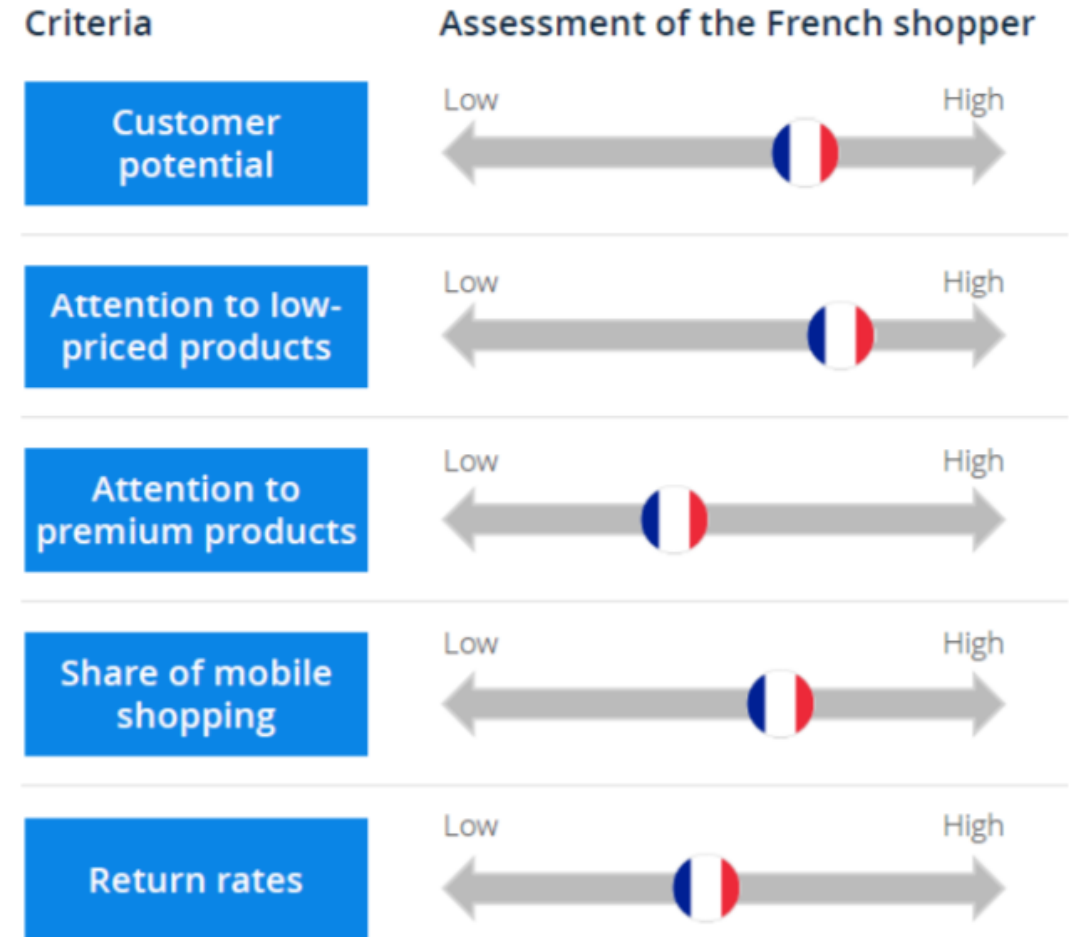 Criteria
Assessment of the French shopper
Customer
potential
Low
High
Attention to low-
priced products
Low
High
Attention to
premium products
Low
High
Share of mobile
shopping
Low
High
Return rates
Low
High